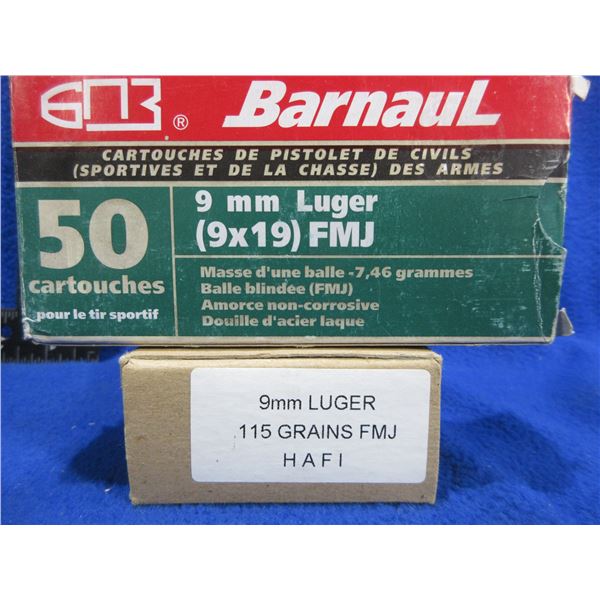 БПЗ ® BarnauL
CARTOUCHES DE PISTOLET DE CIVILS
(SPORTIVES ET DE LA CHASSE) DES ARMES
50
cartouches
pour le tir sportif
9 mm Luger
(9x19) FMJ
Masse d'une balle -7,46 grammes
Balle blindée (FMJ)
Amorce non-corrosive
Douille d'acier laque
9mm LUGER
115 GRAINS FMJ
H A F I